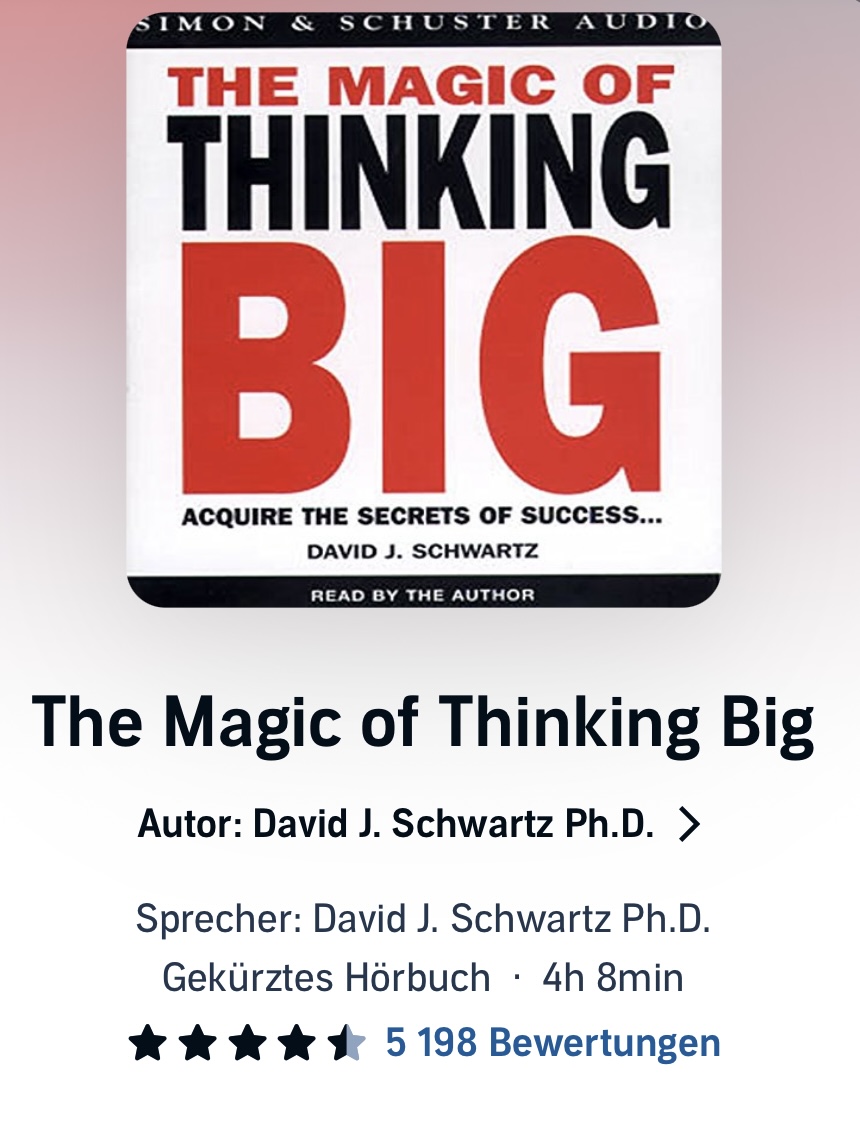 SIMON & SCHUSTER AUDIO
THE MAGIC OF
THINKING
BIG
ACQUIRE THE SECRETS OF SUCCESS...
DAVID J. SCHWARTZ
READ BY THE AUTHOR
The Magic of Thinking Big
Autor: David J. Schwartz Ph.D.
Sprecher: David J. Schwartz Ph.D.
Gekürztes Hörbuch · 4h 8min
5 198 Bewertungen